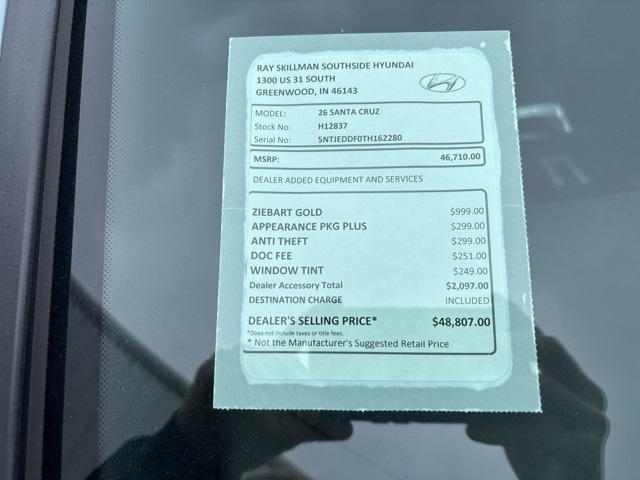 RAY SKILLMAN SOUTHSIDE HYUNDAI
1300 US 31 SOUTH
GREENWOOD, IN 46143
MODEL: 26 SANTA CRUZ
Stock No: H12837
Serial No: 5NTJEDDF0TH162280
MSRP: 46,710.00
DEALER ADDED EQUIPMENT AND SERVICES
ZIEBART GOLD $999.00
APPEARANCE PKG PLUS $299.00
ANTI THEFT $299.00
DOC FEE $251.00
WINDOW TINT $249.00
Dealer Accessory Total $2,097.00
DESTINATION CHARGE INCLUDED
DEALER'S SELLING PRICE* $48,807.00
*Does not include taxes or title fees.
* Not the Manufacturer's Suggested Retail Price